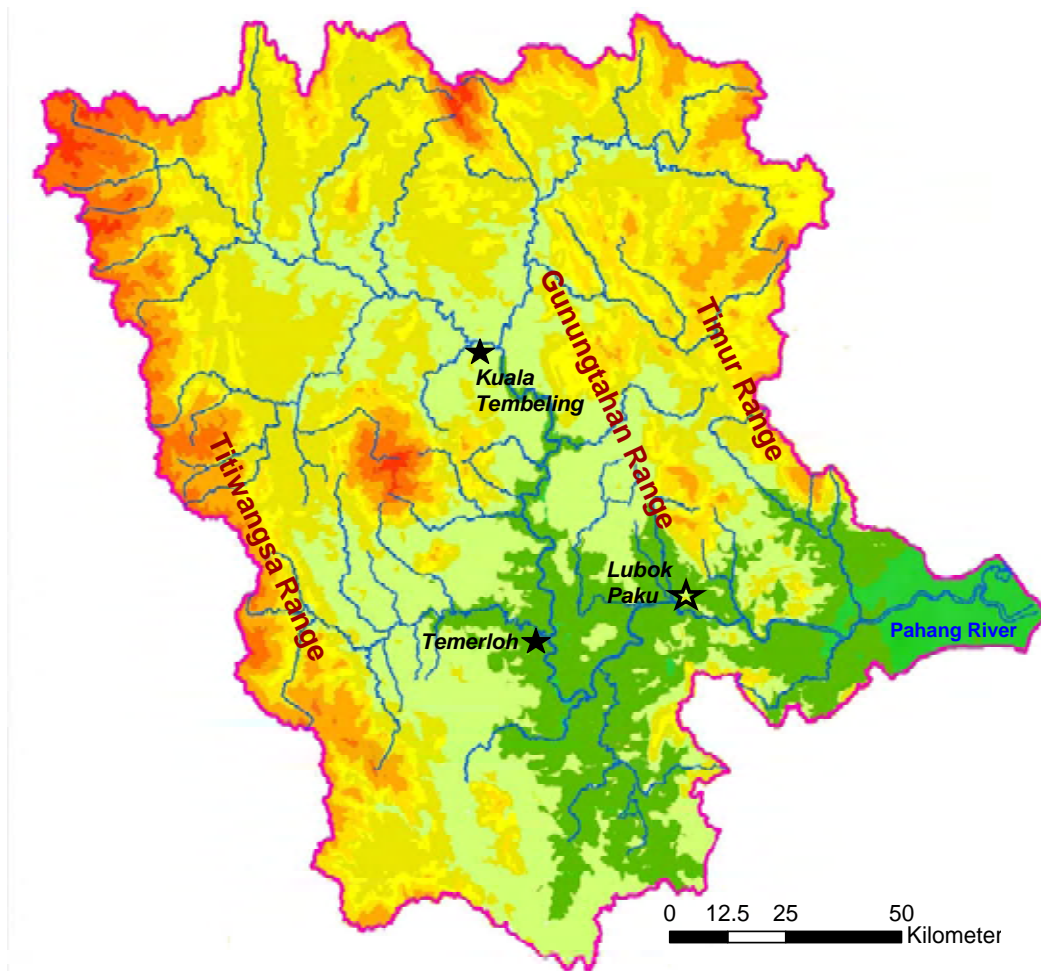 Gunungtahan Range
Timur Range
Kuala
Tembeling
Titiwangsa Range
Lubok
Paku
Temerloh
Pahang River
0 12.5 25 50
Kilometer